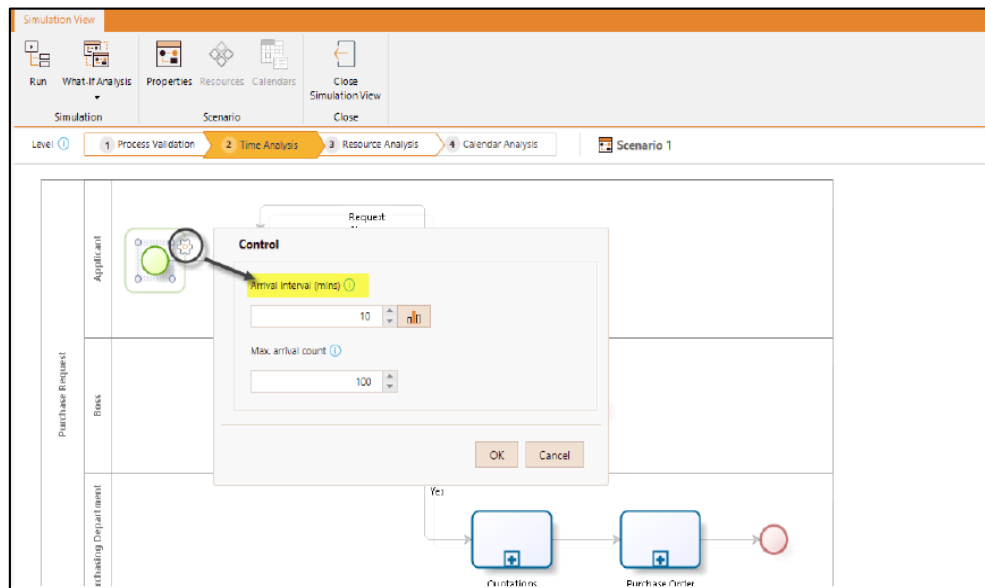 Simulation View
Run
What-If Analysis
Properties
Resources
Calendars
Close
Simulation View
Simulation
Scenario
Close
Level
1 Process Validation
2 Time Analysis
3 Resource Analysis
4 Calendar Analysis
Scenario 1
Purchase Request
Applicant
Request
Control
Arrival interval (mins)
10
Max. arrival count
100
OK
Cancel
Boss
Yes
Quotations
Purchase Order